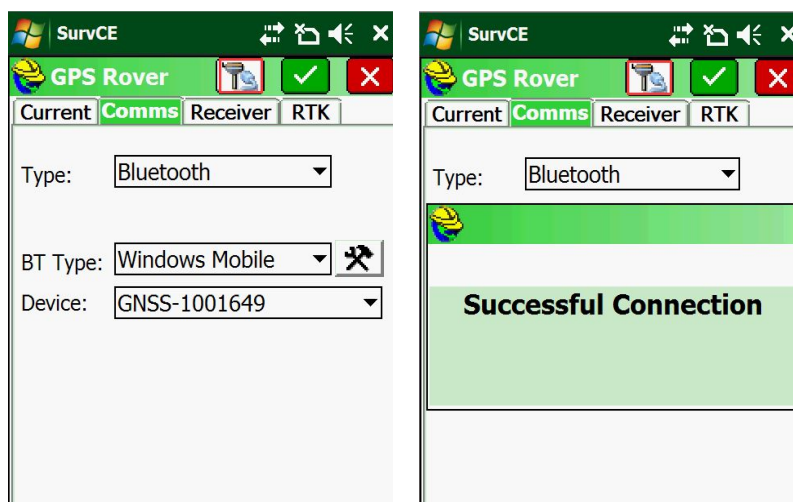 SurvCE
GPS Rover
Current Comms Receiver RTK
Type: Bluetooth
BT Type: Windows Mobile
Device: GNSS-1001649
SurvCE
GPS Rover
Current Comms Receiver RTK
Type: Bluetooth
Successful Connection